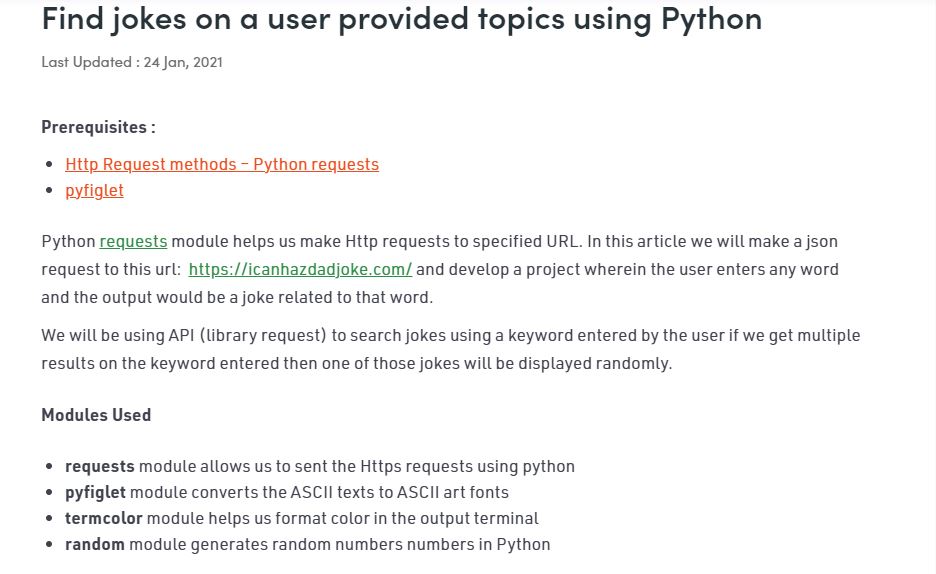 Find jokes on a user provided topics using Python
Last Updated : 24 Jan, 2021
Prerequisites :
Http Request methods – Python requests
pyfiglet
Python requests module helps us make Http requests to specified URL. In this article we will make a json
request to this url:  https://icanhazdadjoke.com/ and develop a project wherein the user enters any word
and the output would be a joke related to that word.
We will be using API (library request) to search jokes using a keyword entered by the user if we get multiple
results on the keyword entered then one of those jokes will be displayed randomly.
Modules Used
requests module allows us to sent the Https requests using python
pyfiglet module converts the ASCII texts to ASCII art fonts
termcolor module helps us format color in the output terminal
random module generates random numbers numbers in Python